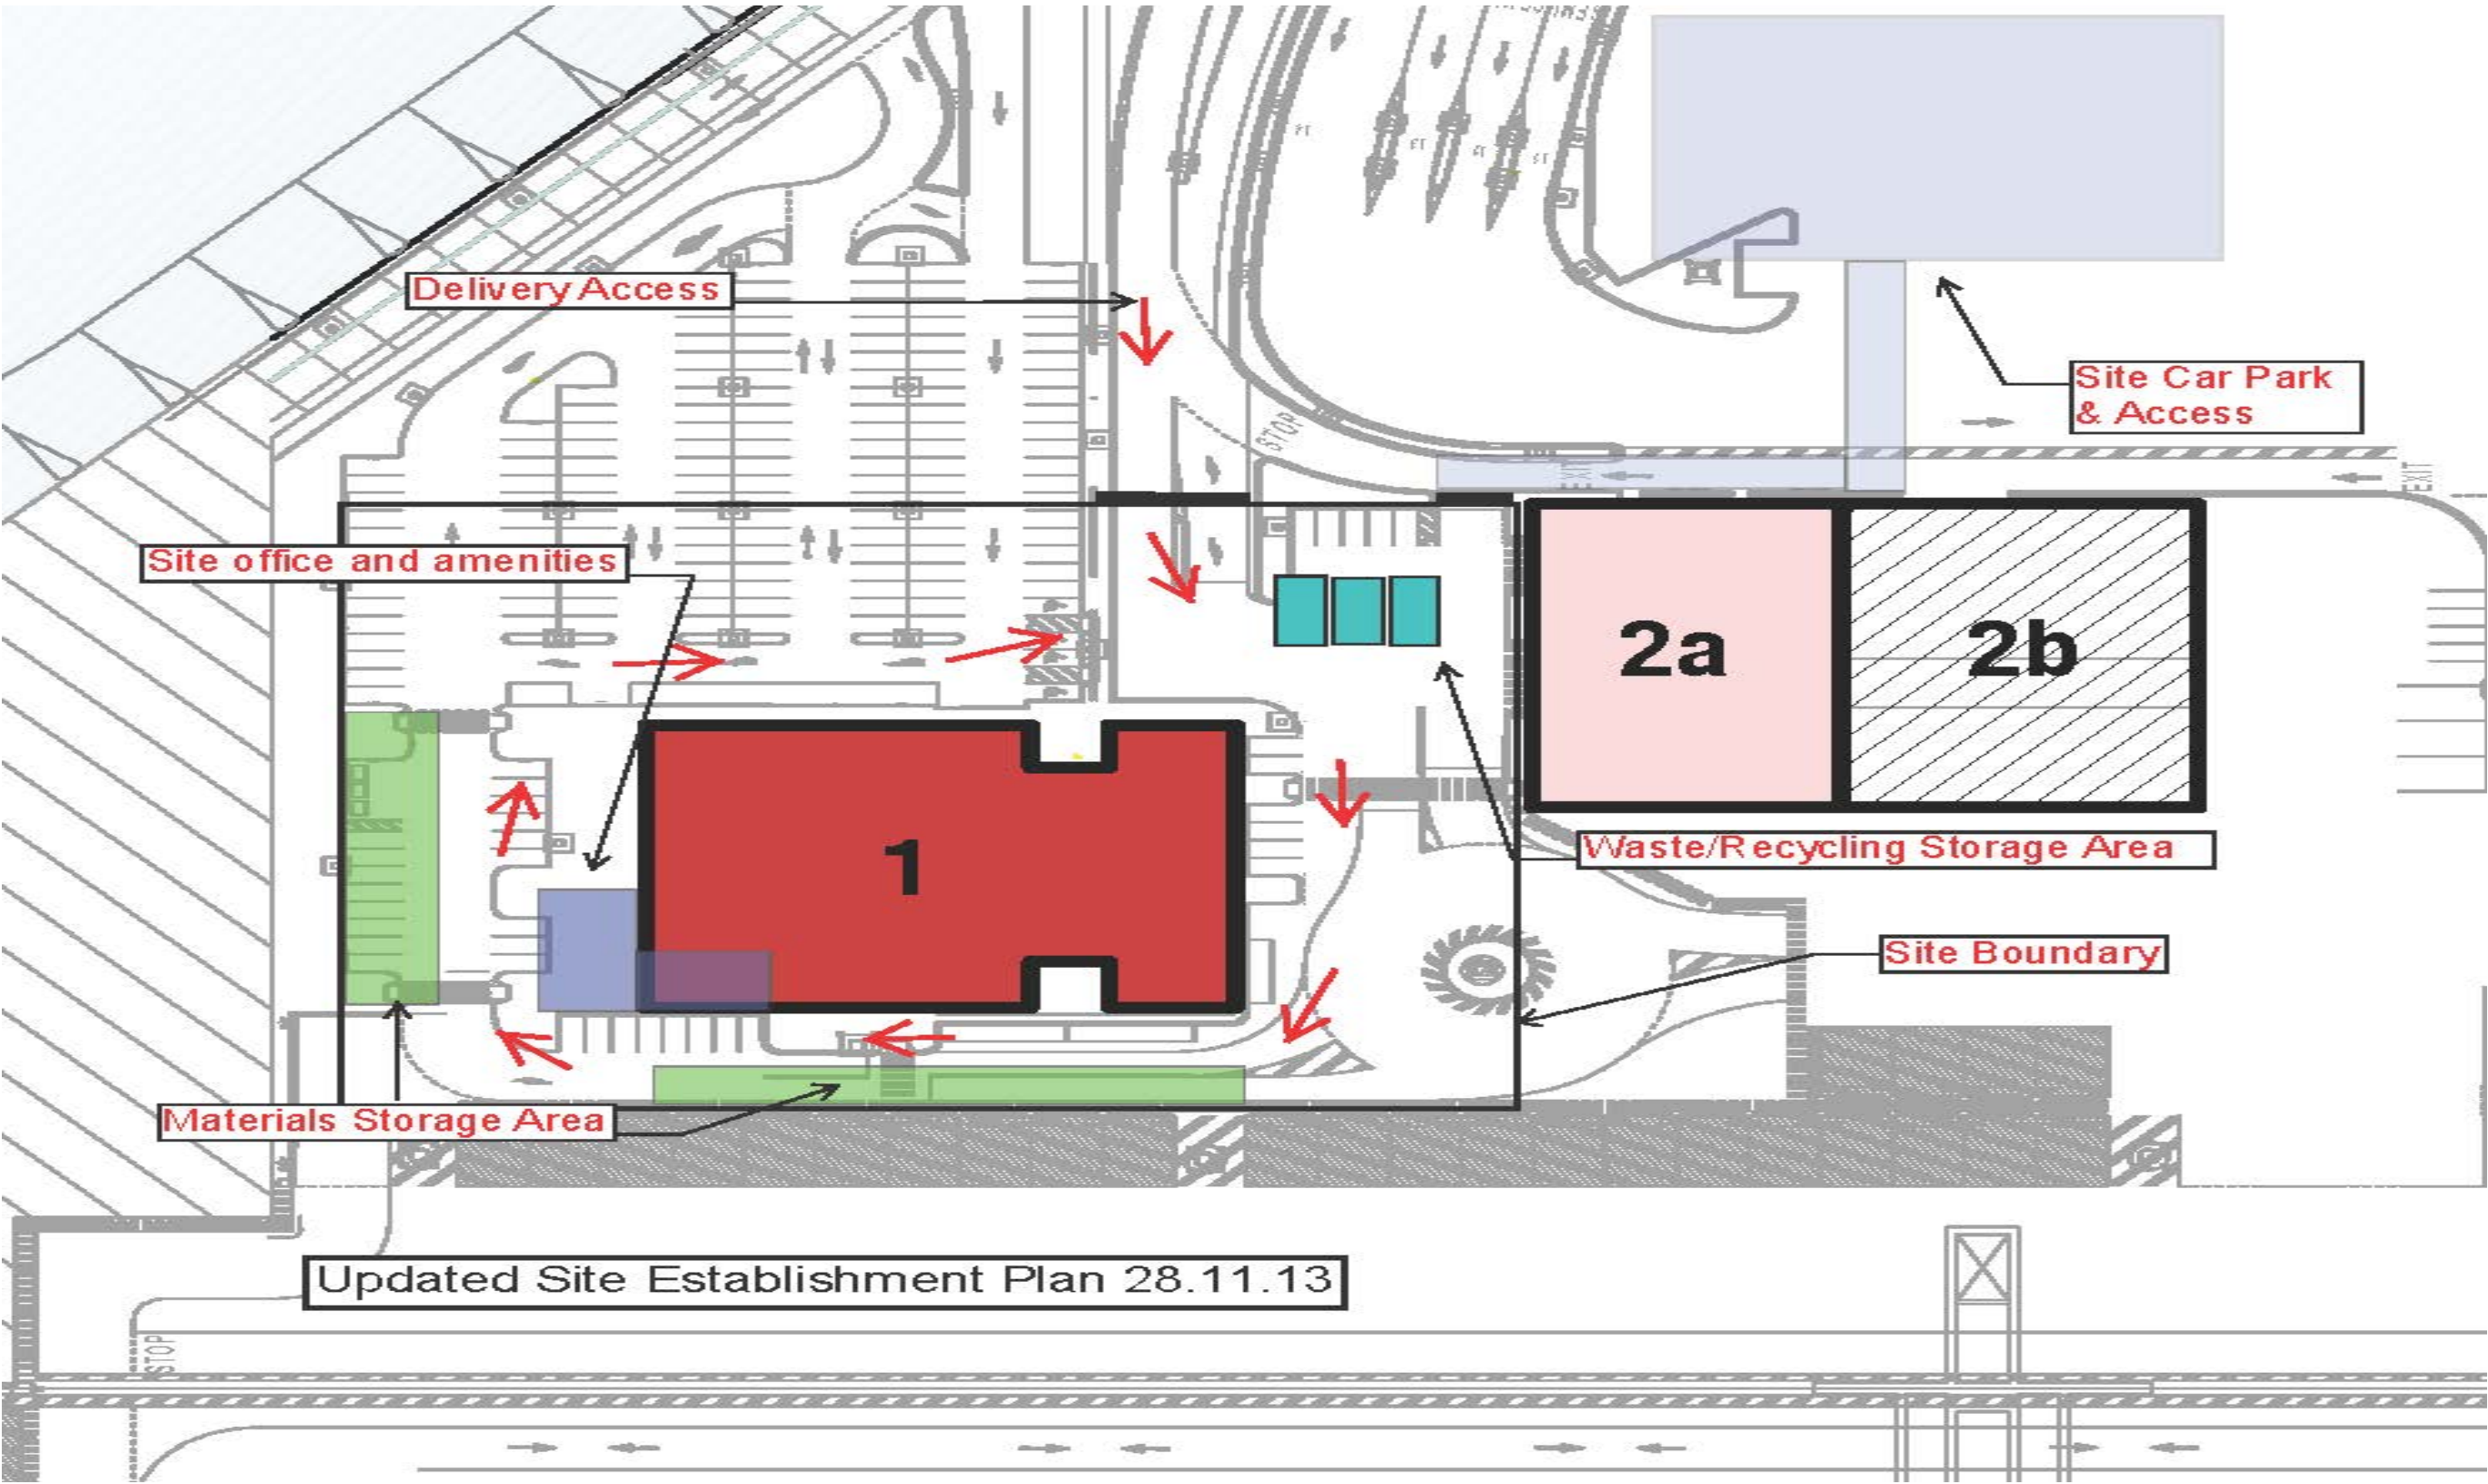 Delivery Access
STOP
Site Car Park
& Access
EXIT
EXIT
Site office and amenities
2a
2b
1
Waste/Recycling Storage Area
Site Boundary
Materials Storage Area
Updated Site Establishment Plan 28.11.13
STOP